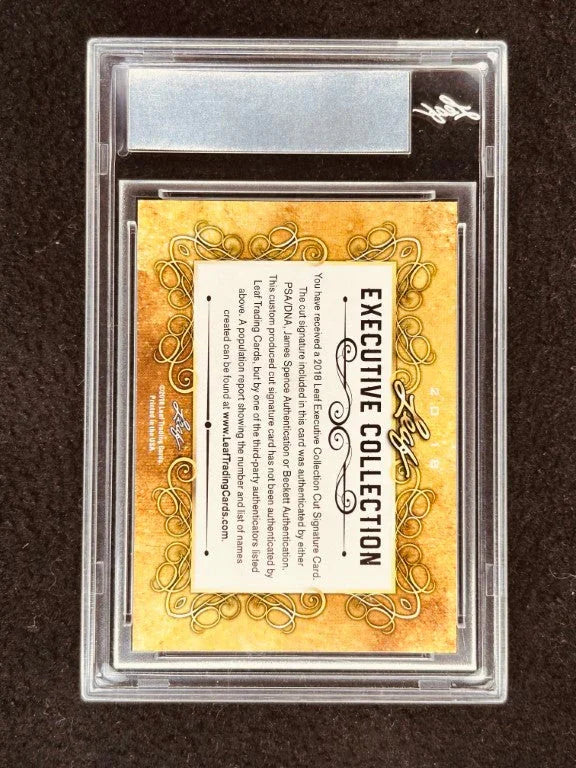 Leaf
2018
Leaf
EXECUTIVE COLLECTION
You have received a 2018 Leaf Executive Collection Cut Signature Card.
The cut signature included in this card was authenticated by either
PSA/DNA, James Spence Authentication or Beckett Authentication.
This custom produced cut signature card has not been authenticated by
Leaf Trading Cards, but by one of the third-party authenticators listed
above. A population report showing the number and list of names
created can be found at www.LeafTradingCards.com.
Leaf
©2018 Leaf Trading Cards.
Printed in the USA.